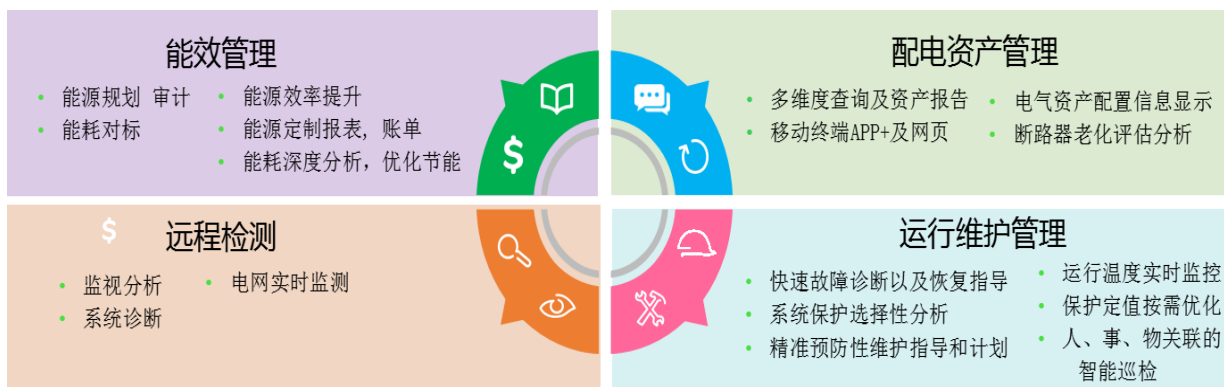 能效管理
• 能源规划 审计
• 能耗对标
• 能源效率提升
• 能源定制报表, 账单
• 能耗深度分析，优化节能
配电资产管理
• 多维度查询及资产报告
• 移动终端APP+及网页
• 电气资产配置信息显示
• 断路器老化评估分析
$
$
远程检测
• 监视分析
• 系统诊断
• 电网实时监测
运行维护管理
• 快速故障诊断以及恢复指导
• 系统保护选择性分析
• 精准预防性维护指导和计划
• 运行温度实时监控
• 保护定值按需优化
• 人、事、物关联的
智能巡检